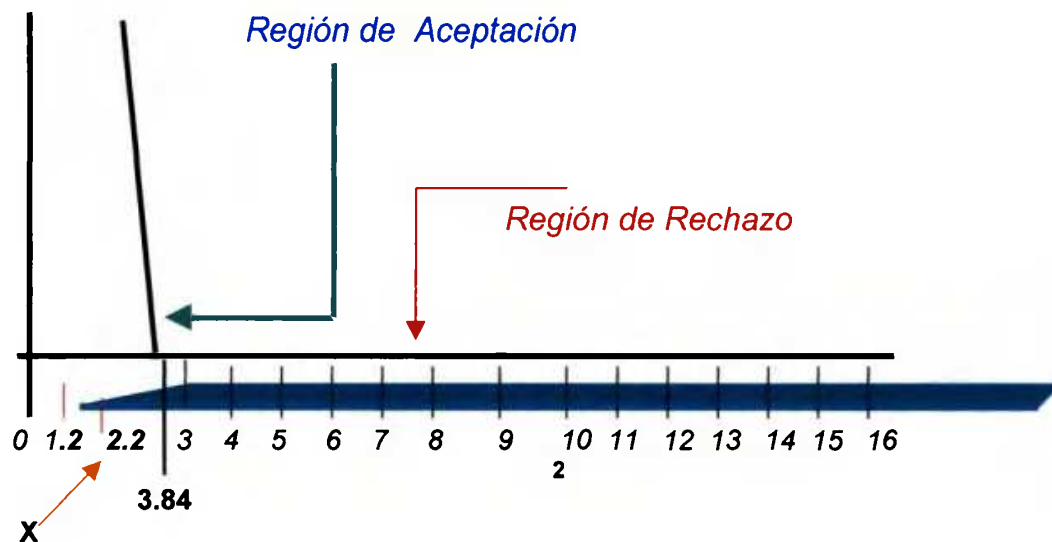 Región de Aceptación
Región de Rechazo
0 1.2 2.2 3 4 5 6 7 8 9 10 11 12 13 14 15 16
2
3.84
X